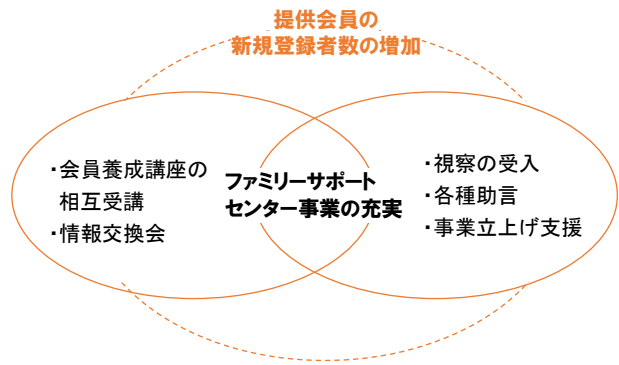 提供会員の
新規登録者数の増加
・会員養成講座の
相互受講
・情報交換会
ファミリーサポート
センター事業の充実
・視察の受入
・各種助言
・事業立上げ支援